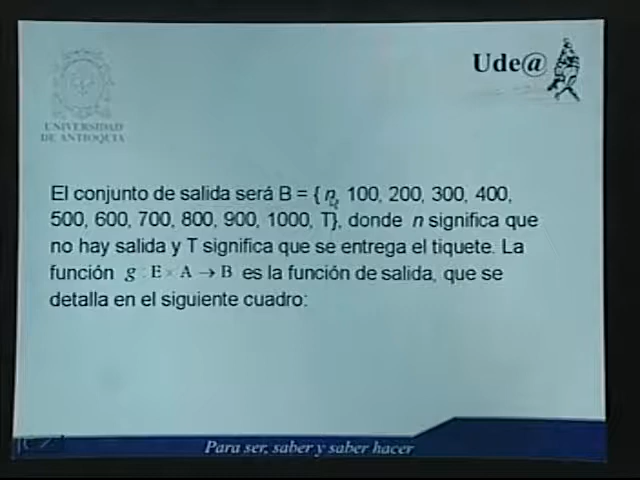 Ude@
UNIVERSIDAD
DE ANTIOQUIA
El conjunto de salida será B = { n, 100, 200, 300, 400,
500, 600, 700, 800, 900, 1000, T}, donde n significa que
no hay salida y T significa que se entrega el tiquete. La
función g : E × A → B es la función de salida, que se
detalla en el siguiente cuadro:
Para ser, saber y saber hacer